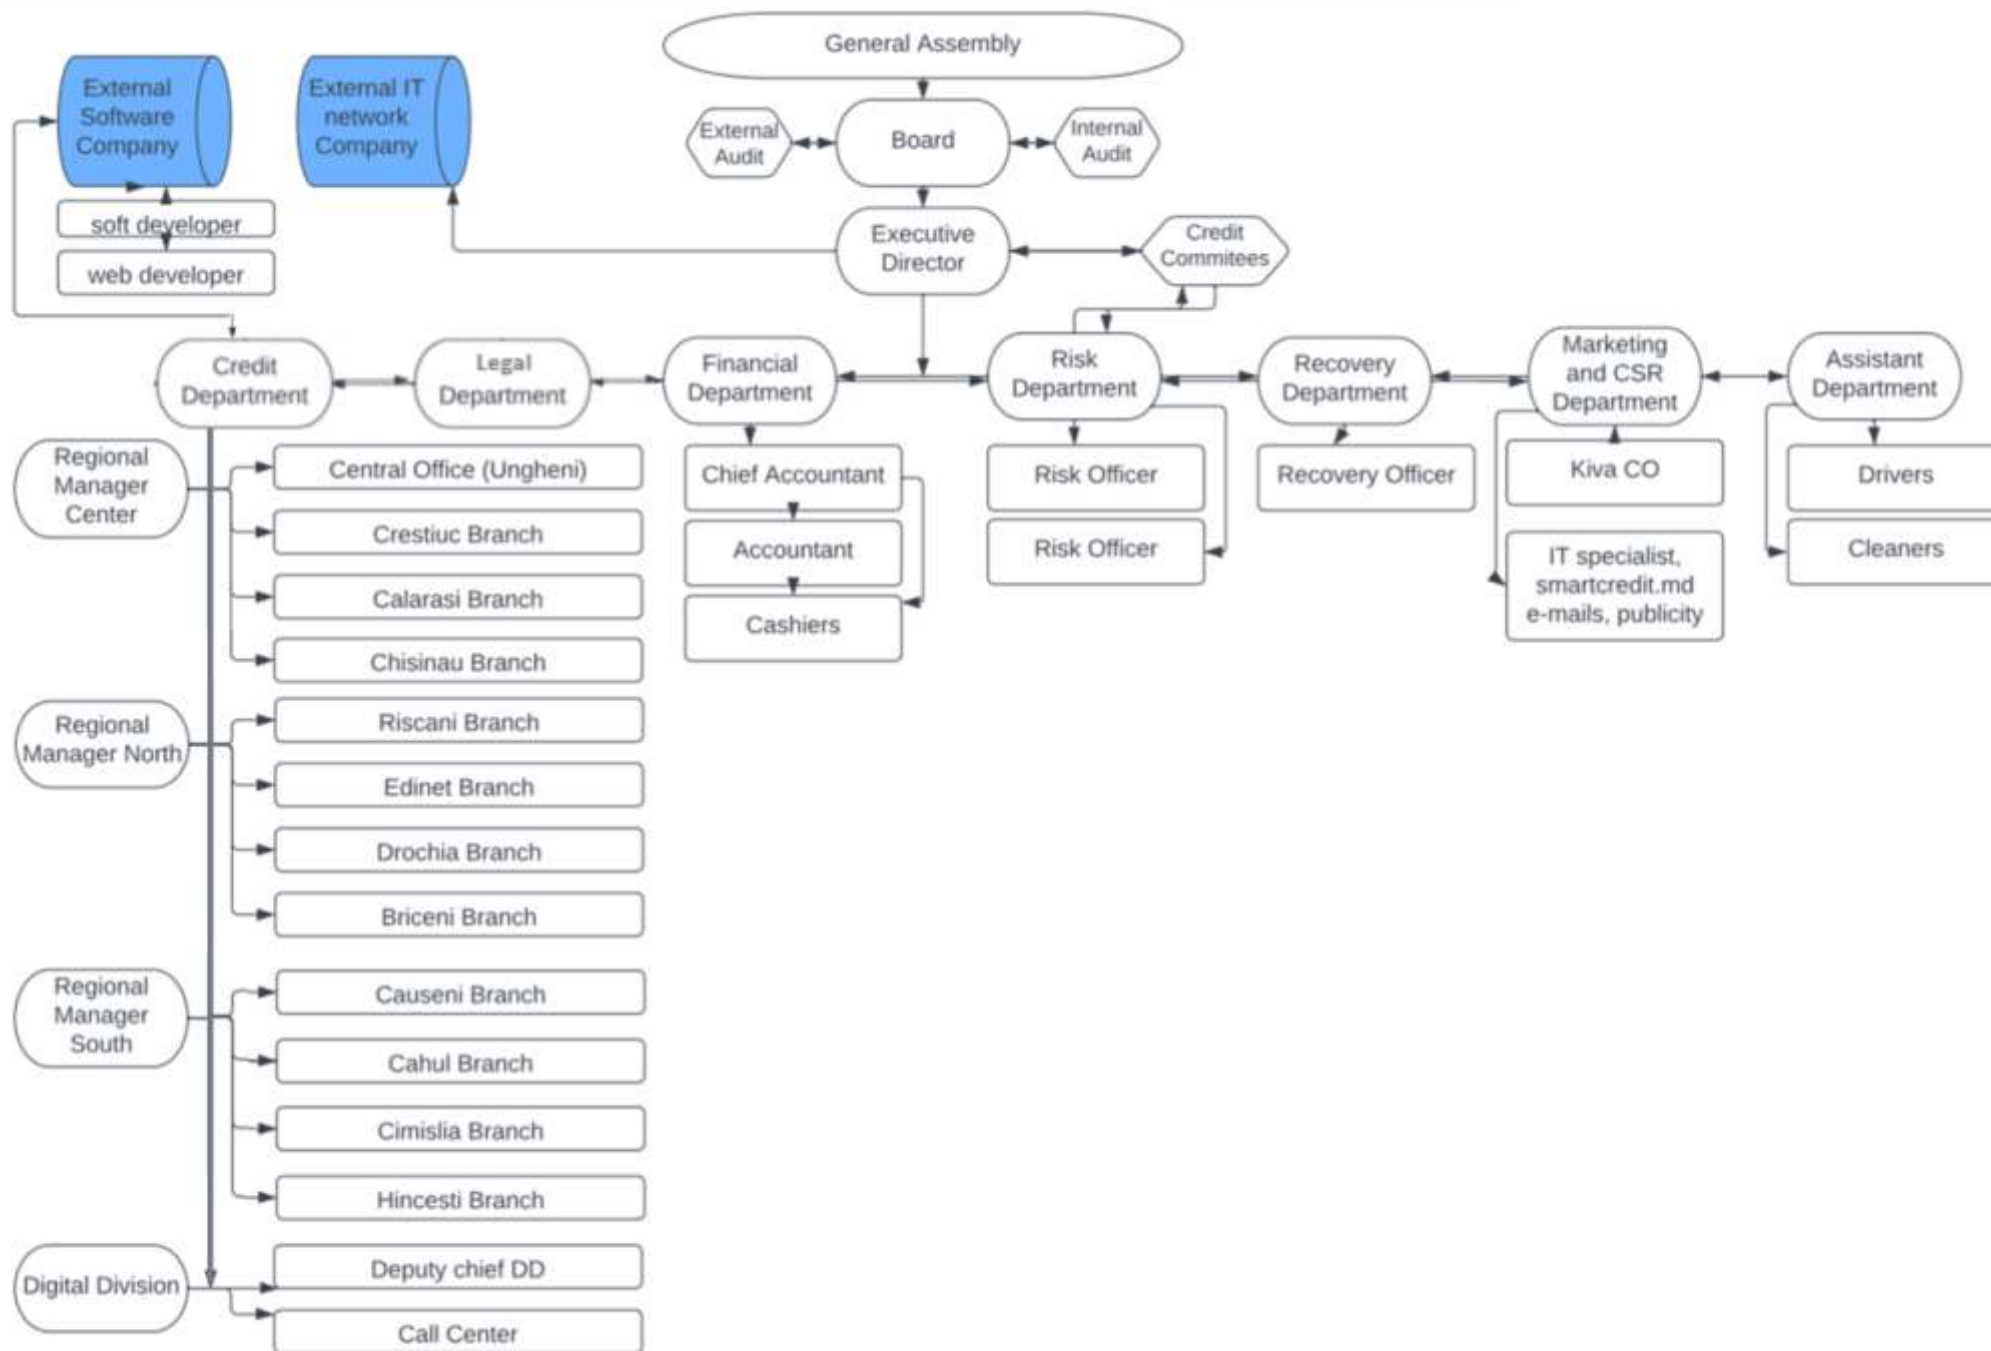 General Assembly
External
Software
Company
External IT
network
Company
External
Audit
Board
Internal
Audit
soft developer
web developer
Executive
Director
Credit
Commitees
Credit
Department
Legal
Department
Financial
Department
Risk
Department
Recovery
Department
Marketing
and CSR
Department
Assistant
Department
Regional
Manager
Center
Central Office (Ungheni)
Crestiuc Branch
Calarasi Branch
Chisinau Branch
Chief Accountant
Accountant
Cashiers
Risk Officer
Risk Officer
Recovery Officer
Kiva CO
IT specialist,
smartcredit.md
e-mails, publicity
Drivers
Cleaners
Regional
Manager North
Riscani Branch
Edinet Branch
Drochia Branch
Briceni Branch
Regional
Manager
South
Causeni Branch
Cahul Branch
Cimislia Branch
Hincesti Branch
Digital Division
Deputy chief DD
Call Center